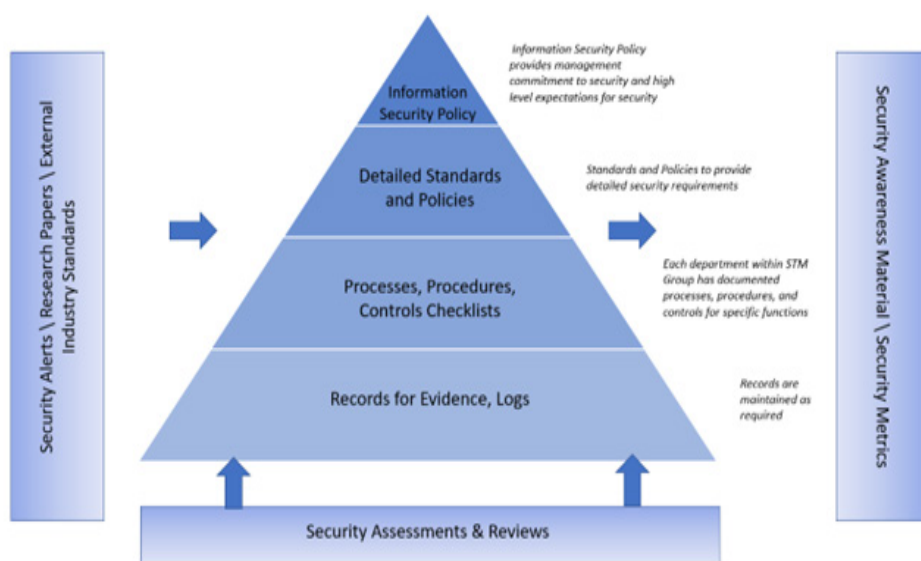 Security Alerts \ Research Papers \ External
Industry Standards
Information
Security Policy
Information Security Policy
provides management
commitment to security and high
level expectations for security
Detailed Standards
and Policies
Standards and Policies to provide
detailed security requirements
Processes, Procedures,
Controls Checklists
Each department within STM
Group has documented
processes, procedures, and
controls for specific functions
Records for Evidence, Logs
Records are
maintained as
required
Security Assessments & Reviews
Security Awareness Material \ Security Metrics